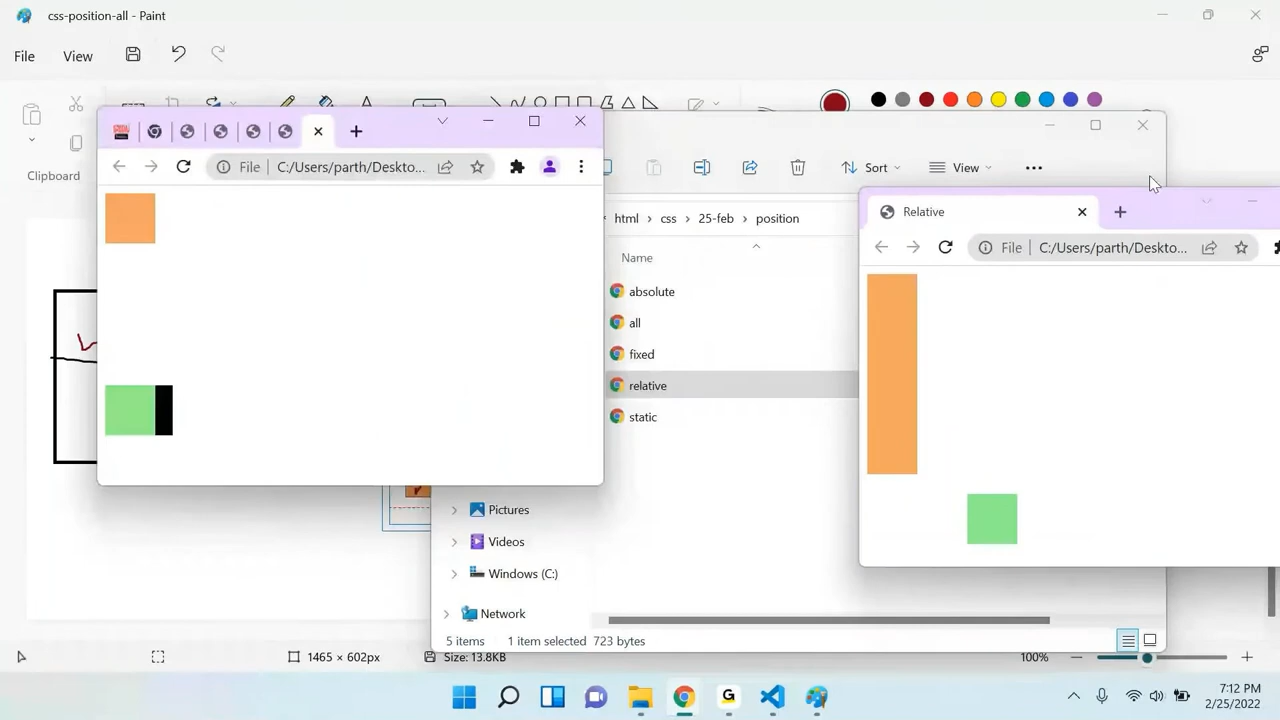 css-position-all - Paint
File
View
Clipboard
File
C:/Users/parth/Deskto...
Sort
View
html
css
25-feb
position
Name
absolute
all
fixed
relative
static
Relative
File
C:/Users/parth/Deskto...
Pictures
Videos
Windows (C:)
Network
5 items
1 item selected 723 bytes
1465 × 602px
Size: 13.8KB
100%
7:12 PM
2/25/2022